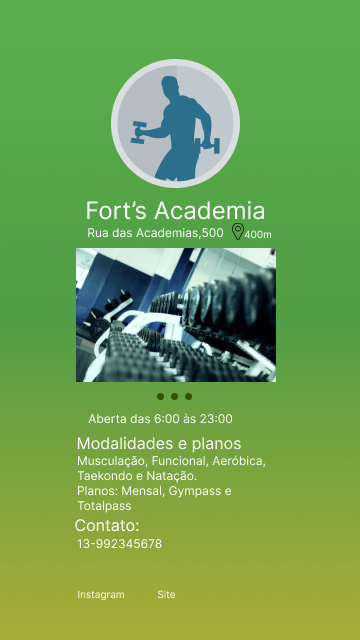 Fort’s Academia
Rua das Academias,500
400m
Aberta das 6:00 às 23:00
Modalidades e planos
Musculação, Funcional, Aeróbica,
Taekondo e Natação.
Planos: Mensal, Gympass e
Totalpass
Contato:
13-992345678
Instagram
Site